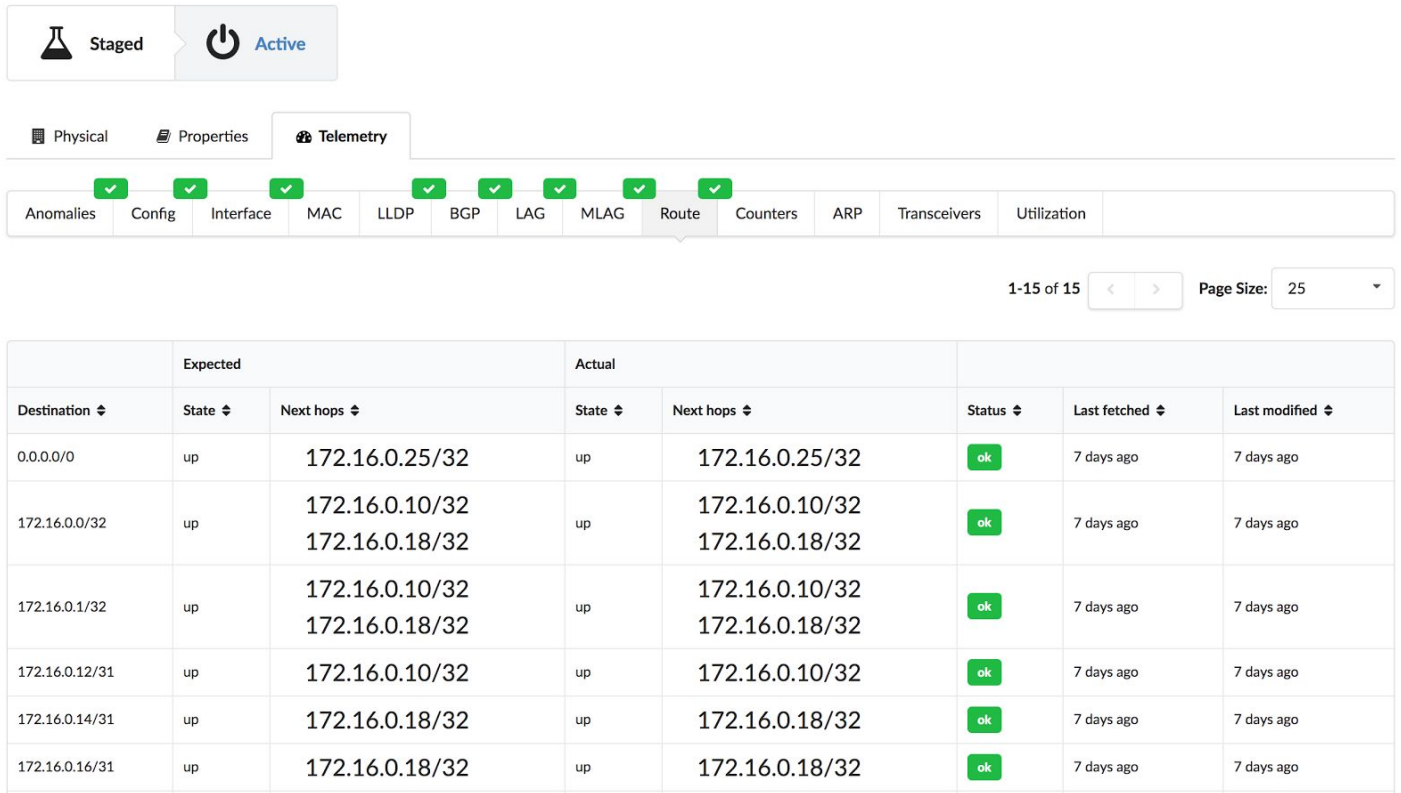 Staged Active
Physical Properties Telemetry
Anomalies Config Interface MAC LLDP BGP LAG MLAG Route Counters ARP Transceivers Utilization
1-15 of 15 Page Size: 25
Expected Actual
Destination State Next hops State Next hops Status Last fetched Last modified
0.0.0.0/0 up 172.16.0.25/32 up 172.16.0.25/32 ok 7 days ago 7 days ago
172.16.0.10/32 172.16.0.10/32
172.16.0.0/32 up up ok 7 days ago 7 days ago
172.16.0.18/32 172.16.0.18/32
172.16.0.10/32 172.16.0.10/32
172.16.0.1/32 up up ok 7 days ago 7 days ago
172.16.0.18/32 172.16.0.18/32
172.16.0.12/31 up 172.16.0.10/32 up 172.16.0.10/32 ok 7 days ago 7 days ago
172.16.0.14/31 up 172.16.0.18/32 up 172.16.0.18/32 ok 7 days ago 7 days ago
172.16.0.16/31 up 172.16.0.18/32 up 172.16.0.18/32 ok 7 days ago 7 days ago